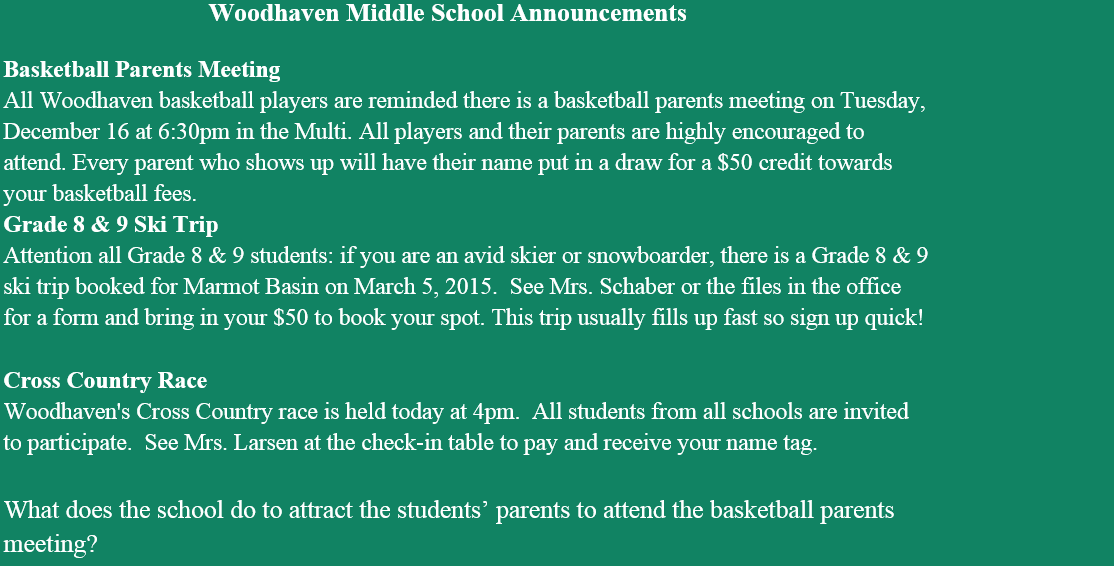 Woodhaven Middle School Announcements
Basketball Parents Meeting
All Woodhaven basketball players are reminded there is a basketball parents meeting on Tuesday,
December 16 at 6:30pm in the Multi. All players and their parents are highly encouraged to
attend. Every parent who shows up will have their name put in a draw for a $50 credit towards
your basketball fees.
Grade 8 & 9 Ski Trip
Attention all Grade 8 & 9 students: if you are an avid skier or snowboarder, there is a Grade 8 & 9
ski trip booked for Marmot Basin on March 5, 2015.  See Mrs. Schaber or the files in the office
for a form and bring in your $50 to book your spot. This trip usually fills up fast so sign up quick!
Cross Country Race
Woodhaven's Cross Country race is held today at 4pm.  All students from all schools are invited
to participate.  See Mrs. Larsen at the check-in table to pay and receive your name tag.
What does the school do to attract the students’ parents to attend the basketball parents
meeting?